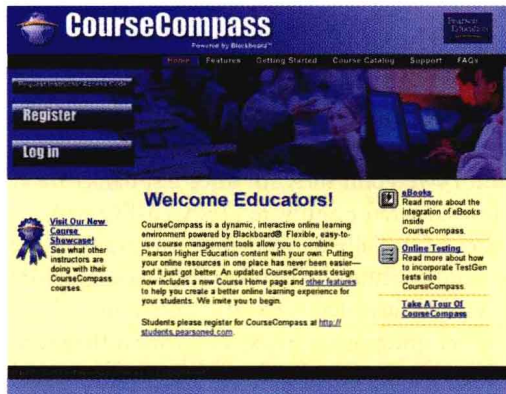 CourseCompass
Powered by Blackboard™
Pearson
Education
Home Features Getting Started Course Catalog Support FAQs
Request Instructor Access Code
Register
Log in
Visit Our New
Course
Showcase!
See what other
instructors are
doing with their
CourseCompass
courses.
Welcome Educators!
CourseCompass is a dynamic, interactive online learning
environment powered by Blackboard® Flexible, easy-to-
use course management tools allow you to combine
Pearson Higher Education content with your own. Putting
your online resources in one place has never been easier—
and it just got better. An updated CourseCompass design
now includes a new Course Home page and other features
to help you create a better online learning experience for
your students. We invite you to begin.
Students please register for CourseCompass at http://
students.pearsoned.com.
eBooks
Read more about the
integration of eBooks
inside
CourseCompass.
Online Testing
Read more about how
to incorporate TestGen
tests into
CourseCompass.
Take A Tour Of
CourseCompass